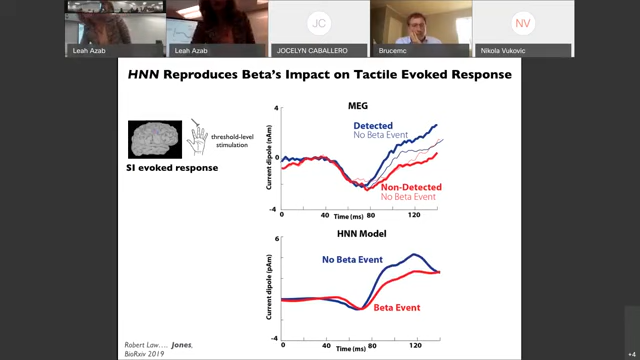 JC
NV
Leah Azab
Leah Azab
JOCELYN CABALLERO
Brucemc
Nikola Vukovic
HNN Reproduces Beta's Impact on Tactile Evoked Response
threshold-level
stimulation
SI evoked response
MEG
4
Detected
No Beta Event
Current dipole (nAm)
0
Non-Detected
No Beta Event
-4
0
40
80
120
Time (ms)
HNN Model
6
No Beta Event
Current dipole (pAm)
Beta Event
-4
0
40
80
120
Time (ms)
Robert Law.... Jones,
BioRxiv 2019
+4